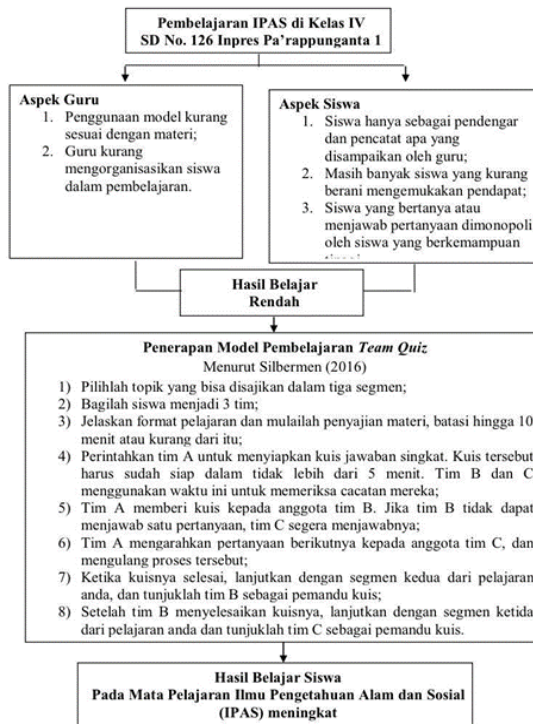 Pembelajaran IPAS di Kelas IV
SD No. 126 Inpres Pa'rappunganta 1
Aspek Guru
1. Penggunaan model kurang
sesuai dengan materi;
2. Guru kurang
mengorganisasikan siswa
dalam pembelajaran.
Aspek Siswa
1. Siswa hanya sebagai pendengar
dan pencatat apa yang
disampaikan oleh guru;
2. Masih banyak siswa yang kurang
berani mengemukakan pendapat;
3. Siswa yang bertanya atau
menjawab pertanyaan dimonopoli
oleh siswa yang berkemampuan
Hasil Belajar
Rendah
Penerapan Model Pembelajaran Team Quiz
Menurut Silbermen (2016)
1) Pilihlah topik yang bisa disajikan dalam tiga segmen;
2) Bagilah siswa menjadi 3 tim;
3) Jelaskan format pelajaran dan mulailah penyajian materi, batasi hingga 10
menit atau kurang dari itu;
4) Perintahkan tim A untuk menyiapkan kuis jawaban singkat. Kuis tersebut
harus sudah siap dalam tidak lebih dari 5 menit. Tim B dan C
menggunakan waktu ini untuk memeriksa cacatan mereka;
5) Tim A memberi kuis kepada anggota tim B. Jika tim B tidak dapat
menjawab satu pertanyaan, tim C segera menjawabnya;
6) Tim A mengarahkan pertanyaan berikutnya kepada anggota tim C, dan
mengulang proses tersebut;
7) Ketika kuisnya selesai, lanjutkan dengan segmen kedua dari pelajaran
anda, dan tunjuklah tim B sebagai pemandu kuis;
8) Setelah tim B menyelesaikan kuisnya, lanjutkan dengan segmen ketida
dari pelajaran anda dan tunjuklah tim C sebagai pemandu kuis.
Hasil Belajar Siswa
Pada Mata Pelajaran Ilmu Pengetahuan Alam dan Sosial
(IPAS) meningkat